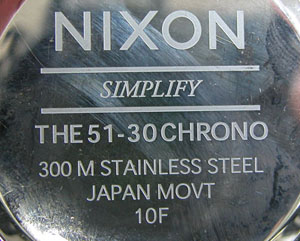 NIXON
SIMPLIFY
THE 51-30 CHRONO
300 M STAINLESS STEEL
JAPAN MOVT
10F